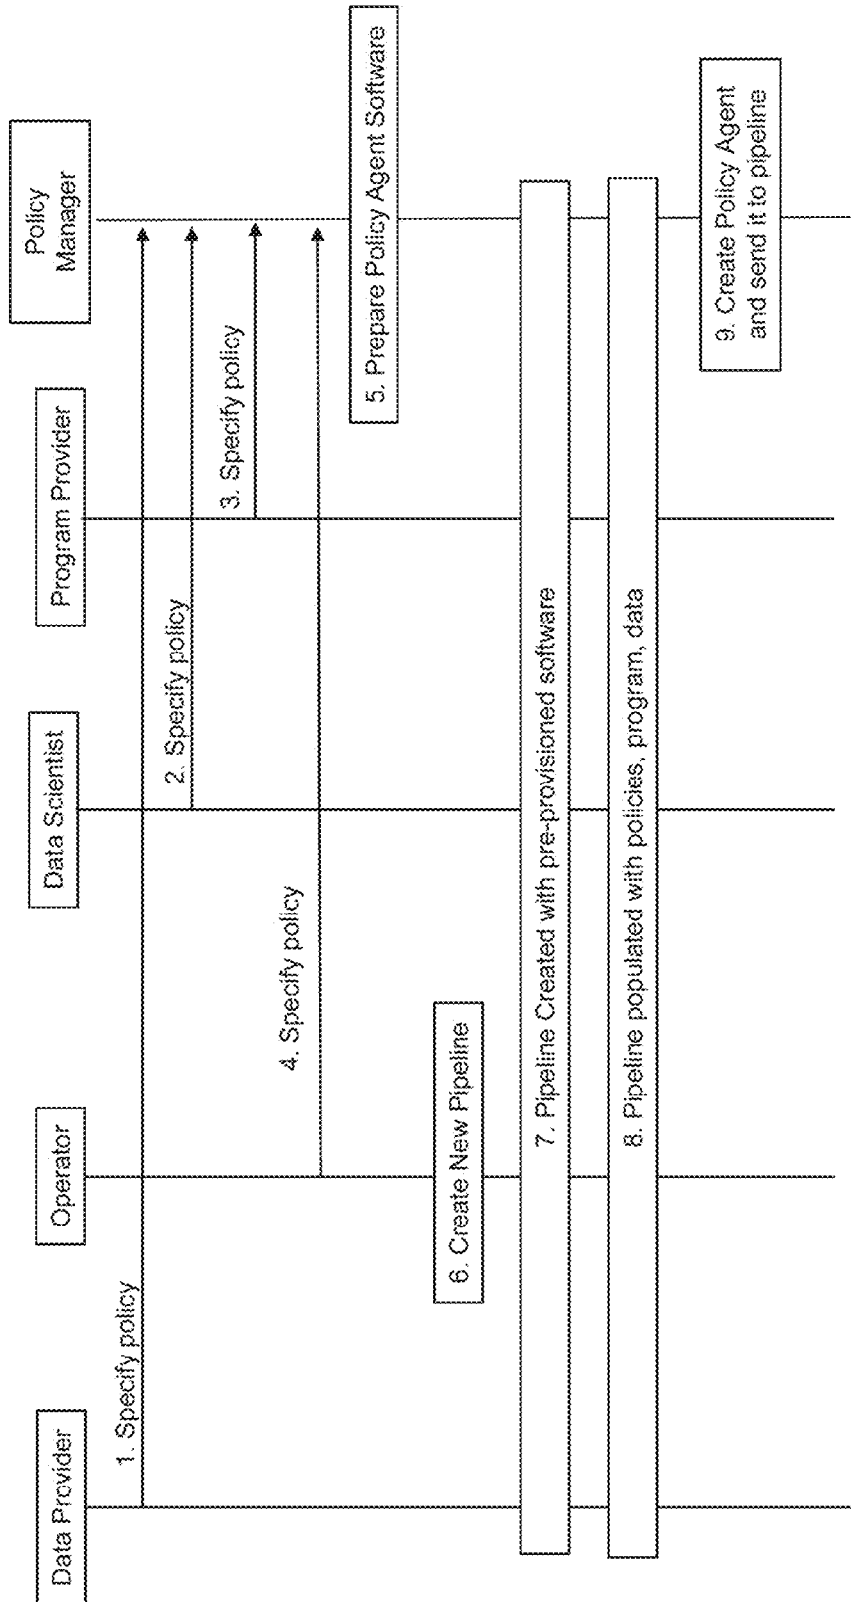 Data Provider
Operator
Data Scientist
Program Provider
Policy
Manager
1. Specify policy
2. Specify policy
3. Specify policy
4. Specify policy
5. Prepare Policy Agent Software
6. Create New Pipeline
7. Pipeline Created with pre-provisioned software
8. Pipeline populated with policies, program, data
9. Create Policy Agent
and send it to pipeline